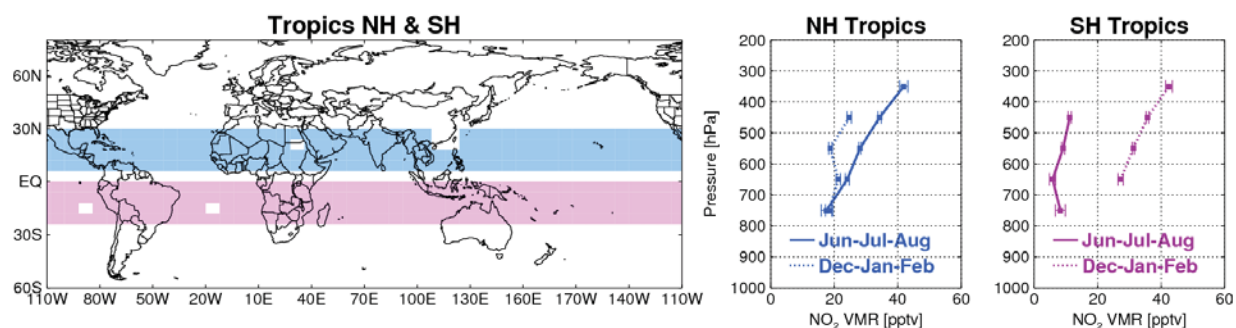 Tropics NH & SH
60N
30N
EQ
30S
60S
110W 80W 50W 20W 10E 40E 70E 100E 130E 160E 170W 140W 110W
NH Tropics
200
300
400
500
600
700
800
900
1000
Pressure [hPa]
Jun-Jul-Aug
Dec-Jan-Feb
0 20 40 60
NO₂ VMR [pptv]
SH Tropics
200
300
400
500
600
700
800
900
1000
Jun-Jul-Aug
Dec-Jan-Feb
0 20 40 60
NO₂ VMR [pptv]